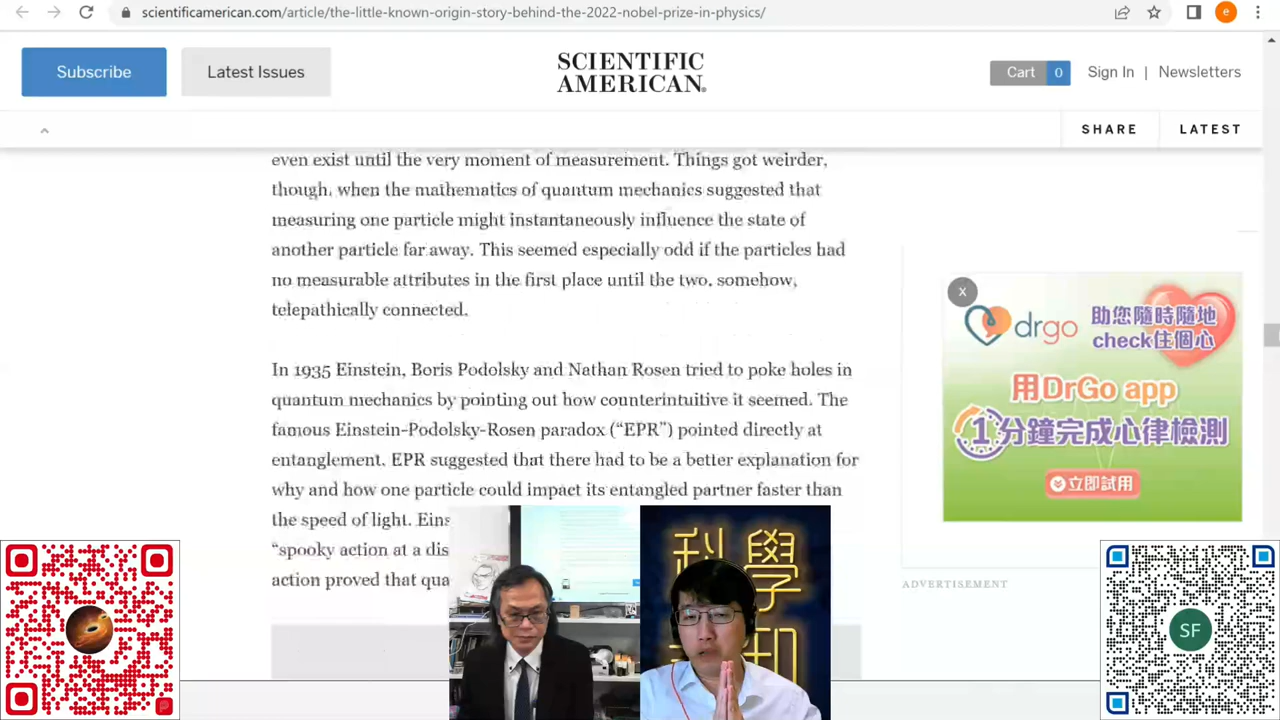 scientificamerican.com/article/the-little-known-origin-story-behind-the-2022-nobel-prize-in-physics/
e
Subscribe
Latest Issues
SCIENTIFIC
AMERICAN
Cart 0
Sign In | Newsletters
SHARE
LATEST
even exist until the very moment of measurement. Things got weirder,
though, when the mathematics of quantum mechanics suggested that
measuring one particle might instantaneously influence the state of
another particle far away. This seemed especially odd if the particles had
no measurable attributes in the first place until the two, somehow,
telepathically connected.
In 1935 Einstein, Boris Podolsky and Nathan Rosen tried to poke holes in
quantum mechanics by pointing out how counterintuitive it seemed. The
famous Einstein-Podolsky-Rosen paradox (“EPR”) pointed directly at
entanglement. EPR suggested that there had to be a better explanation for
why and how one particle could impact its entangled partner faster than
the speed of light. Eins
“spooky action at a dis
action proved that qua
X
drgo
助您隨時隨地
check住個心
用DrGo app
1分鐘完成心律檢測
立即試用
ADVERTISEMENT
科學
SF